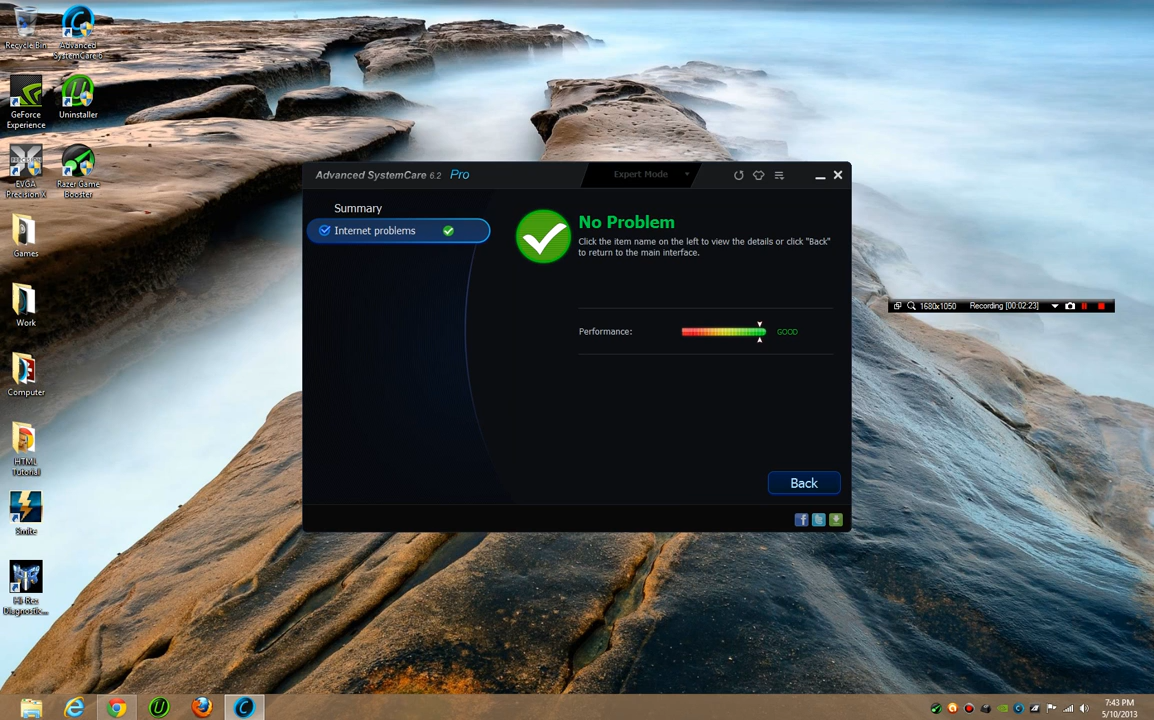 Recycle Bin
Advanced
SystemCare 6
GeForce
Experience
Uninstaller
EVGA
Precision X
Razer Game
Booster
Games
Work
Computer
HTML
Tutorial
Smite
Hi-Rez
Diagnostic...
Advanced SystemCare 6.2 Pro
Expert Mode
Summary
Internet problems
No Problem
Click the item name on the left to view the details or click "Back"
to return to the main interface.
Performance:
GOOD
Back
1680x1050 Recording [00:02:23]
7:43 PM
5/10/2013